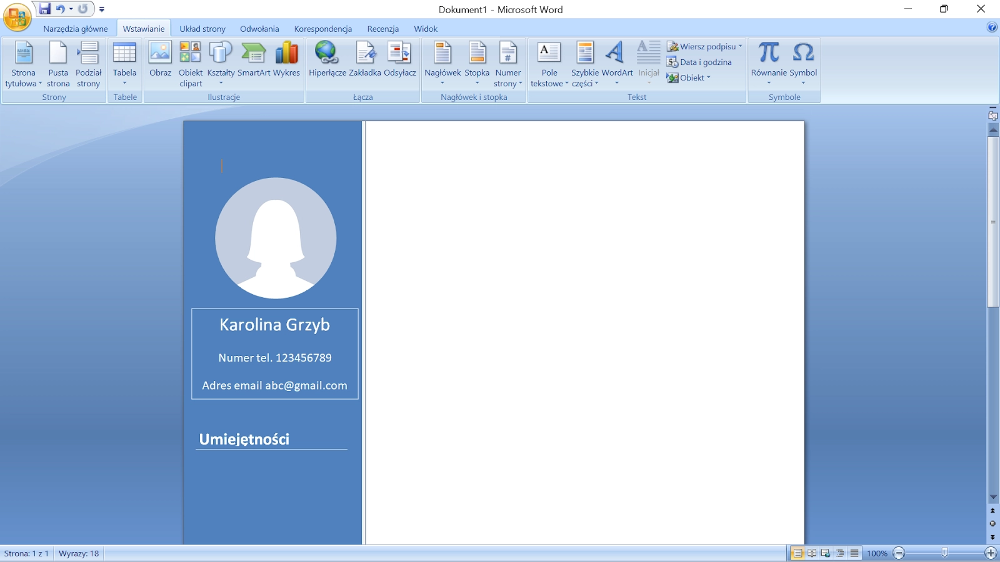 Dokument1 - Microsoft Word
Narzędzia główne Wstawianie Układ strony Odwołania Korespondencja Recenzja Widok
Strona tytułowa
Pusta strona
Podział strony
Strony
Tabela
Tabele
Obraz
Obiekt clipart
Kształty
SmartArt
Wykres
Ilustracje
Hiperłącze
Zakładka
Odsyłacz
Łącza
Nagłówek
Stopka
Numer strony
Nagłówek i stopka
Pole tekstowe
Szybkie części
WordArt
Inicjał
Wiersz podpisu
Data i godzina
Obiekt
Tekst
Równanie
Symbol
Symbole
Karolina Grzyb
Numer tel. 123456789
Adres email abc@gmail.com
Umiejętności
Strona: 1 z 1 Wyrazy: 18
100%